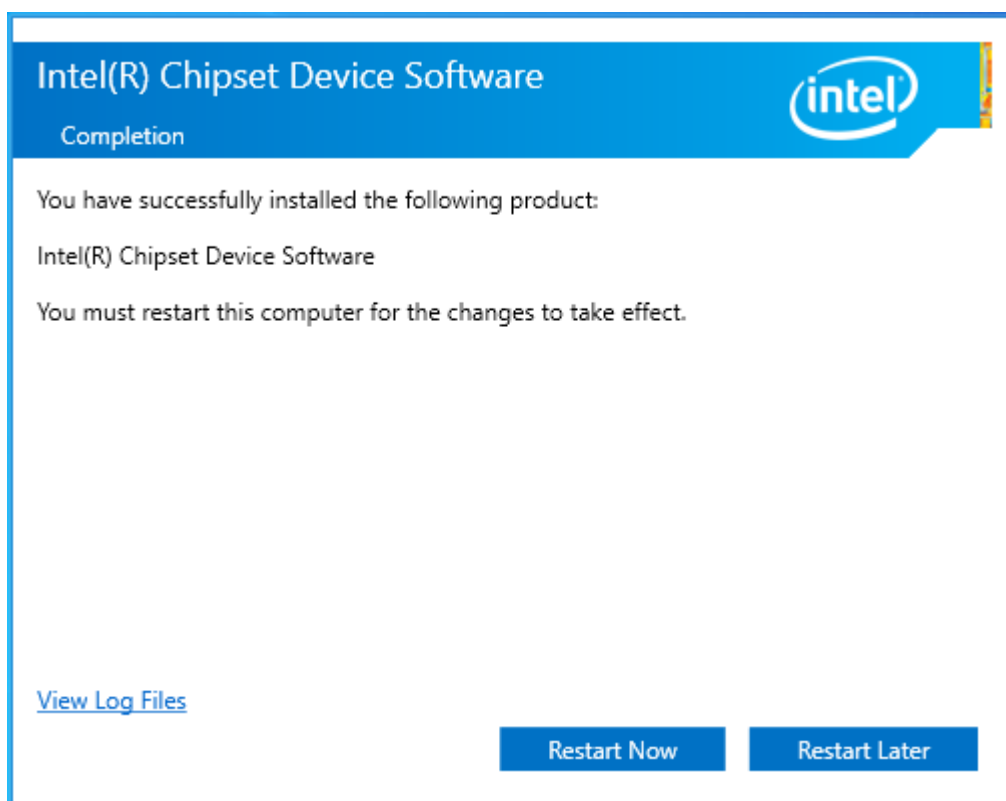 Intel(R) Chipset Device Software
intel
Completion
You have successfully installed the following product:
Intel(R) Chipset Device Software
You must restart this computer for the changes to take effect.
View Log Files
Restart Now
Restart Later